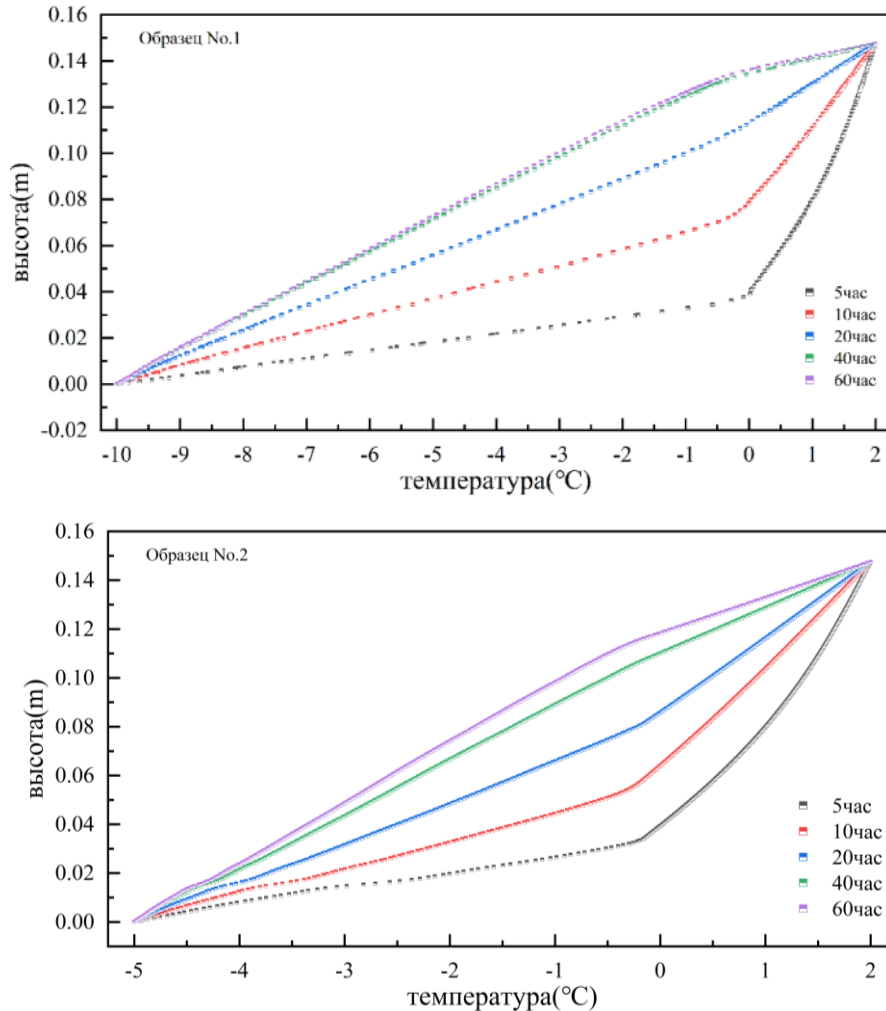 Образец No.1
0.16
0.14
0.12
0.10
0.08
0.06
0.04
0.02
0.00
-0.02
высота(m)
5час
10час
20час
40час
60час
-10 -9 -8 -7 -6 -5 -4 -3 -2 -1 0 1 2
температура(°C)
Образец No.2
0.16
0.14
0.12
0.10
0.08
0.06
0.04
0.02
0.00
высота(m)
5час
10час
20час
40час
60час
-5 -4 -3 -2 -1 0 1 2
температура(°C)